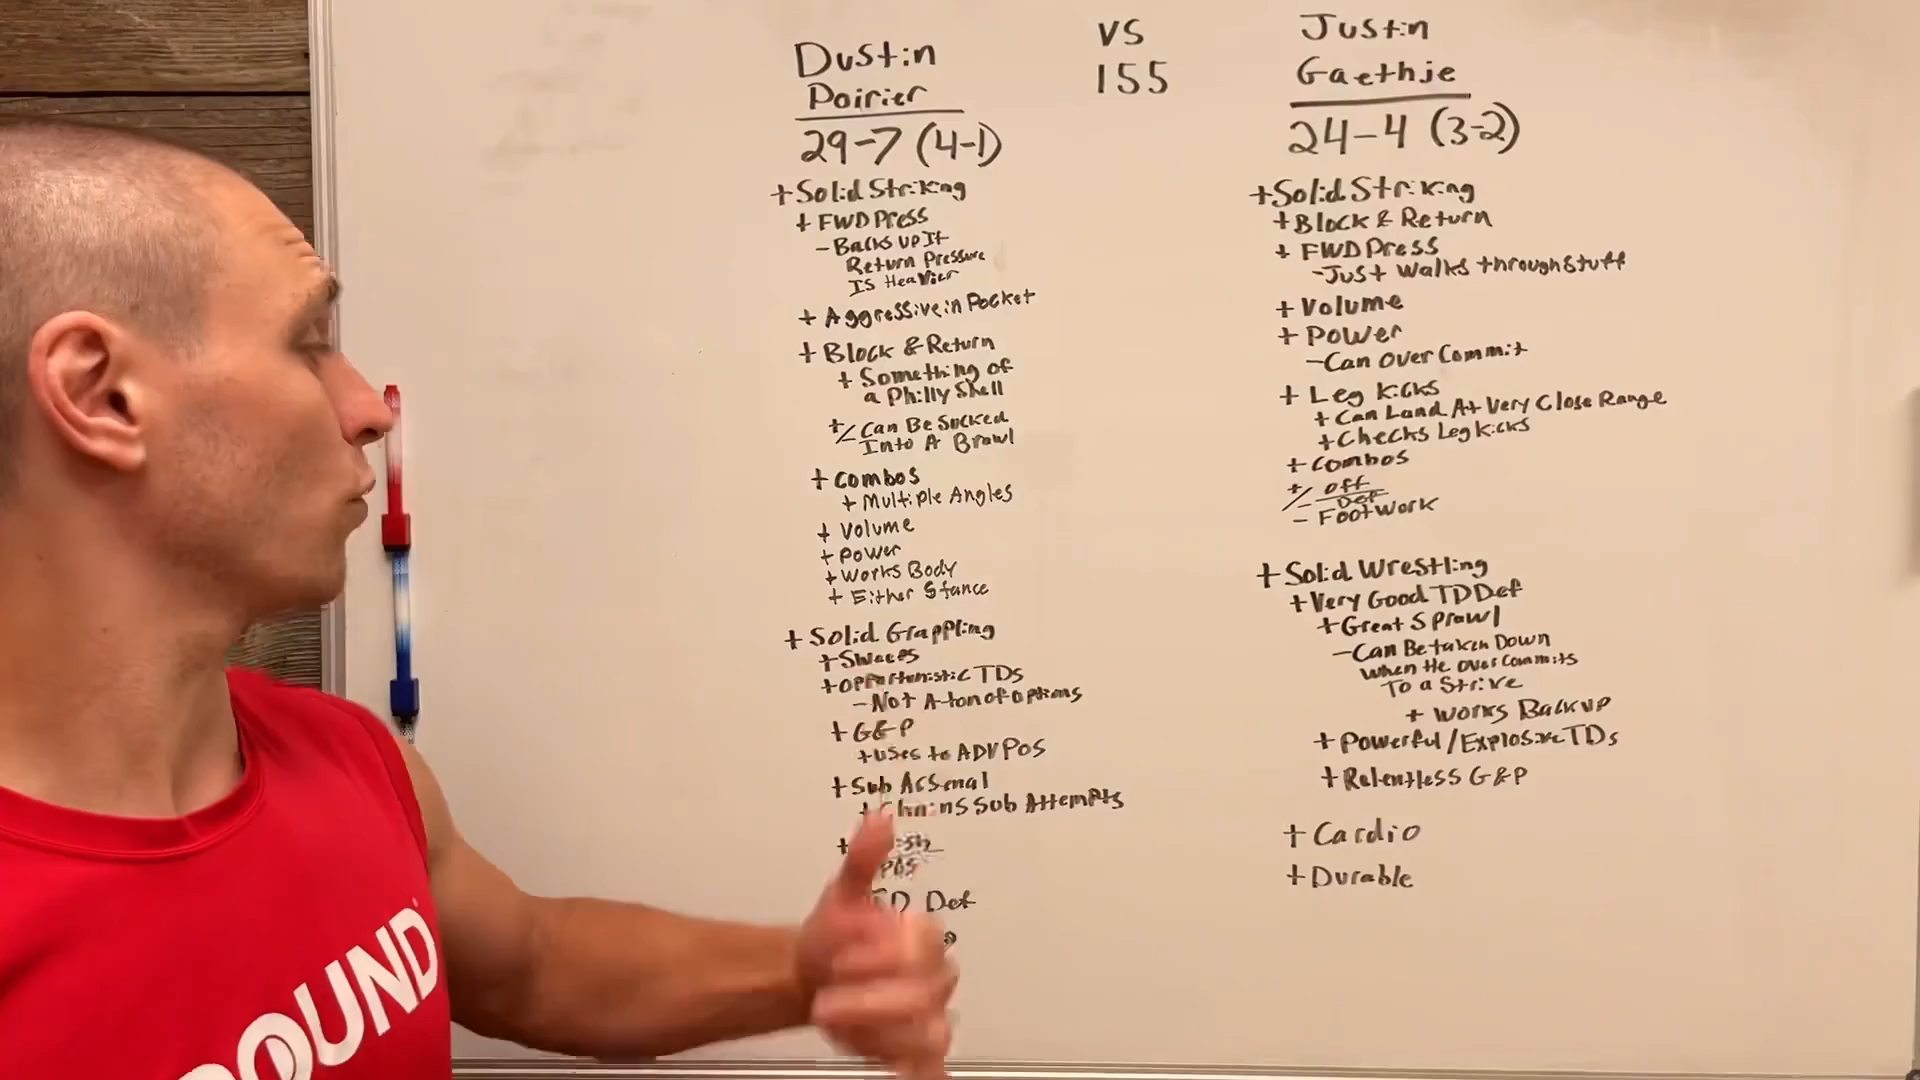 Dustin
Poirier
29-7 (4-1)
+Solid Striking
+ FWD Press
- Backs up If
Return Pressure
Is Heavier
+ Aggressive in Pocket
+ Block & Return
+ Something of
a Philly Shell
+/- Can Be Sucked
Into A Brawl
+ Combos
+ Multiple Angles
+ Volume
+ Power
+ Works Body
+ Either Stance
+ Solid Grappling
+ Sweeps
+ Opportunistic TDs
- Not A ton of options
+ G&P
+ Uses to ADV Pos
+ Sub Arsenal
+ Chains Sub Attempts
+
Pos
TD Def
VS
155
Justin
Gaethje
24-4 (3-2)
+Solid Striking
+ Block & Return
+ FWD Press
- Just Walks through Stuff
+ Volume
+ Power
- Can Over Commit
+ Leg Kicks
+ Can Land At Very Close Range
+ Checks Leg Kicks
+ Combos
+/- Off
Def
- Footwork
+ Solid Wrestling
+ Very Good TD Def
+ Great Sprawl
- Can Be taken Down
When He over commits
To a Strike
+ Works Back up
+ Powerful/Explosive TDs
+ Relentless G&P
+ Cardio
+ Durable
ROUND